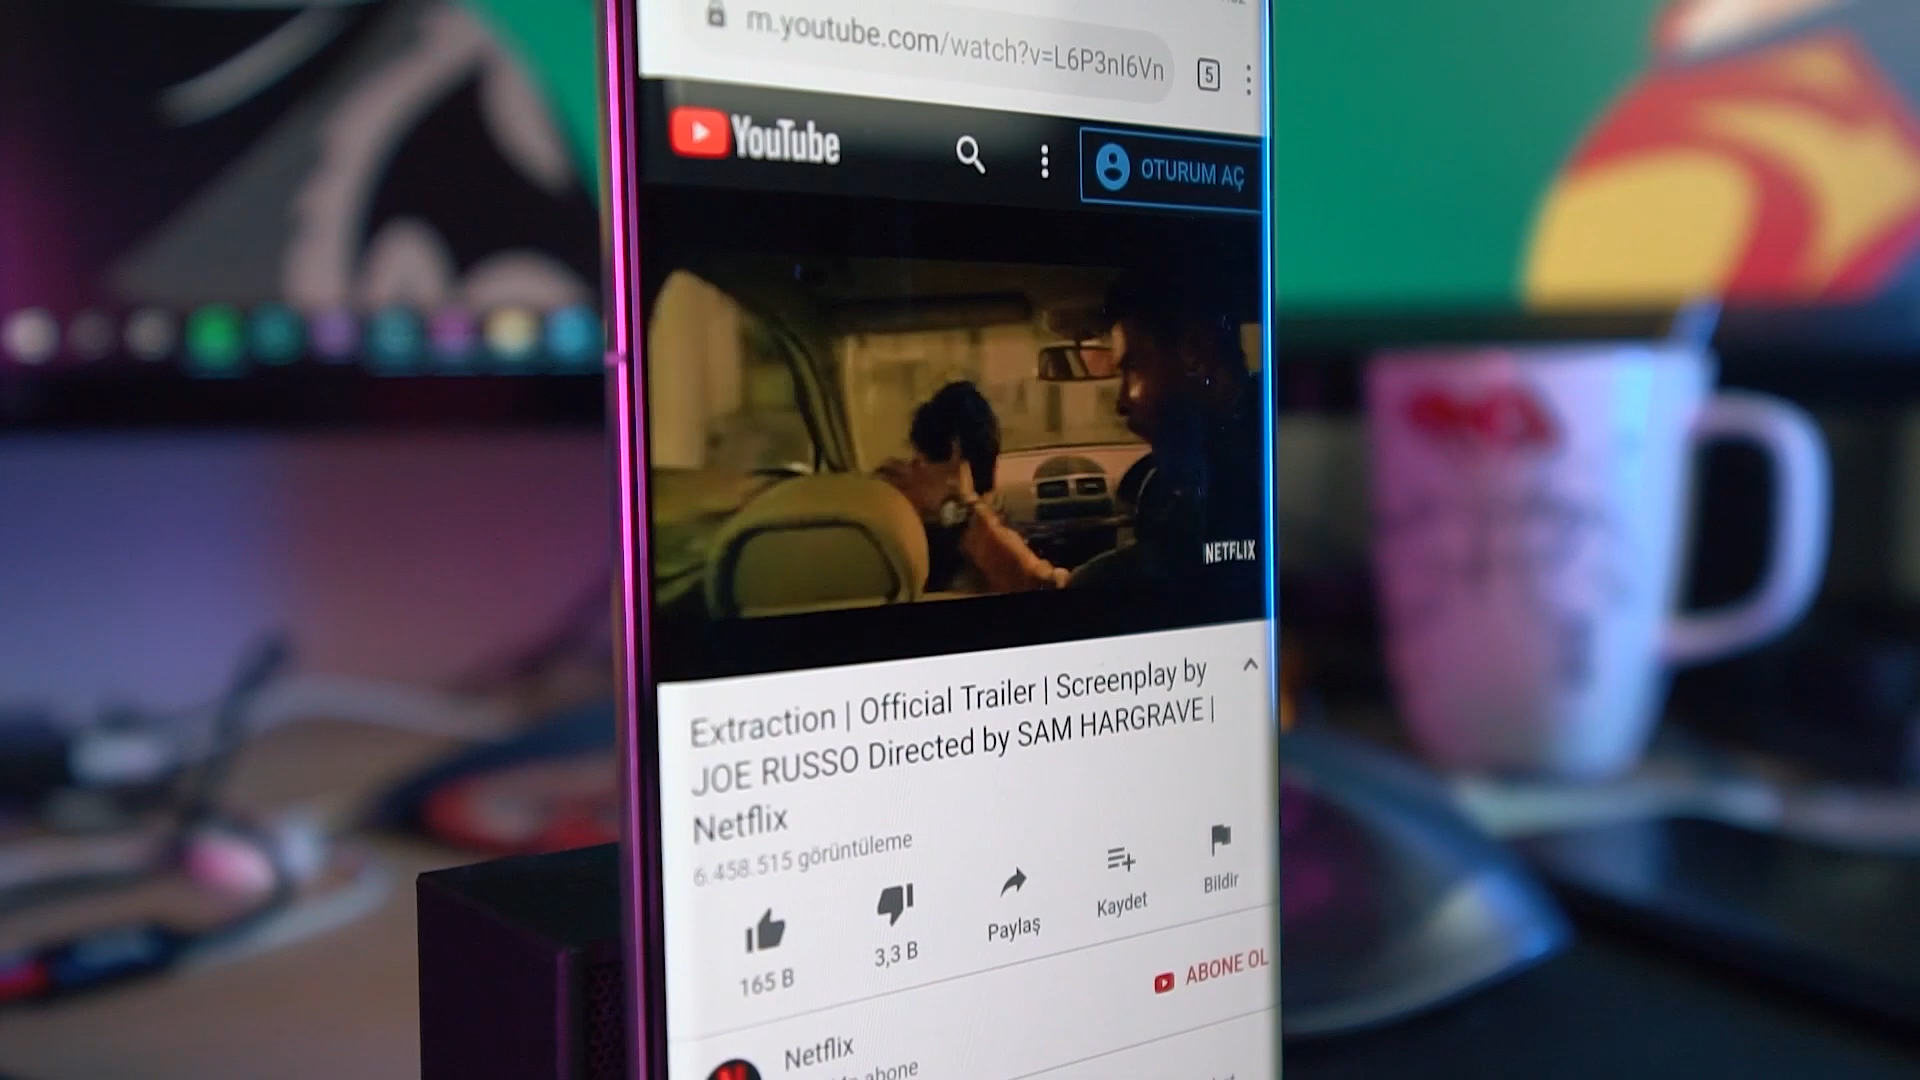 m.youtube.com/watch?v=L6P3nI6Vn
5
YouTube
OTURUM AÇ
NETFLIX
Extraction | Official Trailer | Screenplay by
JOE RUSSO Directed by SAM HARGRAVE |
Netflix
6.458.515 görüntüleme
165 B
3,3 B
Paylaş
Kaydet
Bildir
ABONE OL
Netflix
abone